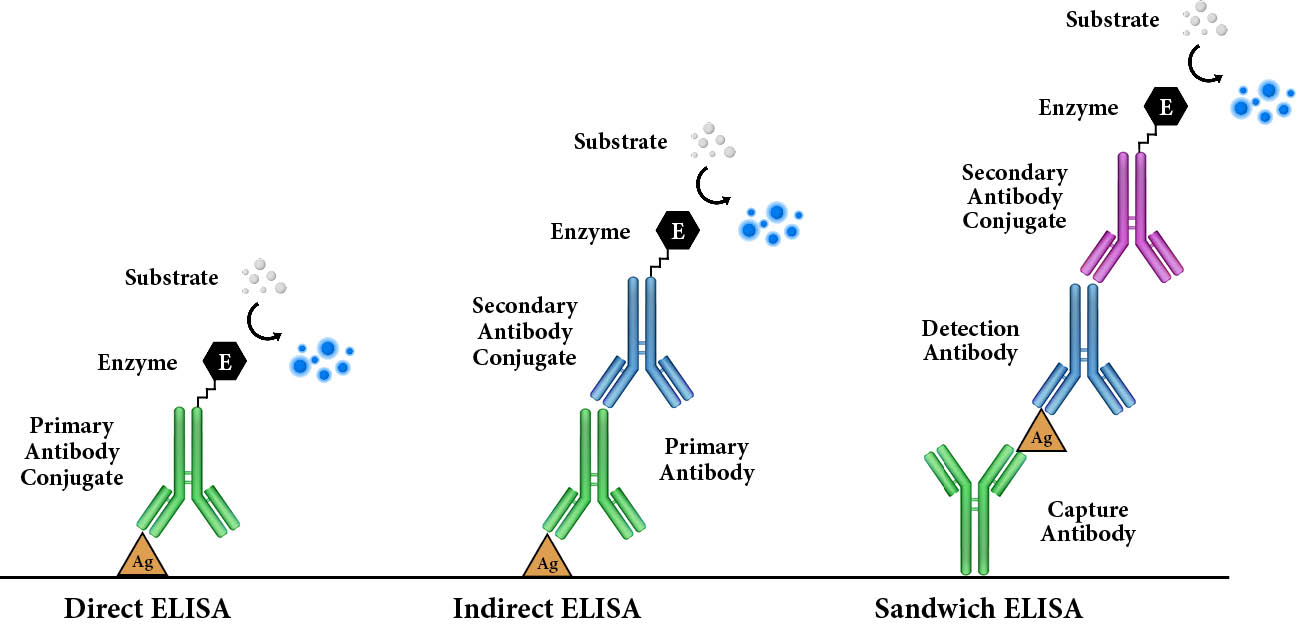 Substrate
Enzyme
E
Primary
Antibody
Conjugate
Ag
Direct ELISA
Substrate
Enzyme
E
Secondary
Antibody
Conjugate
Primary
Antibody
Ag
Indirect ELISA
Substrate
Enzyme
E
Secondary
Antibody
Conjugate
Detection
Antibody
Ag
Capture
Antibody
Sandwich ELISA